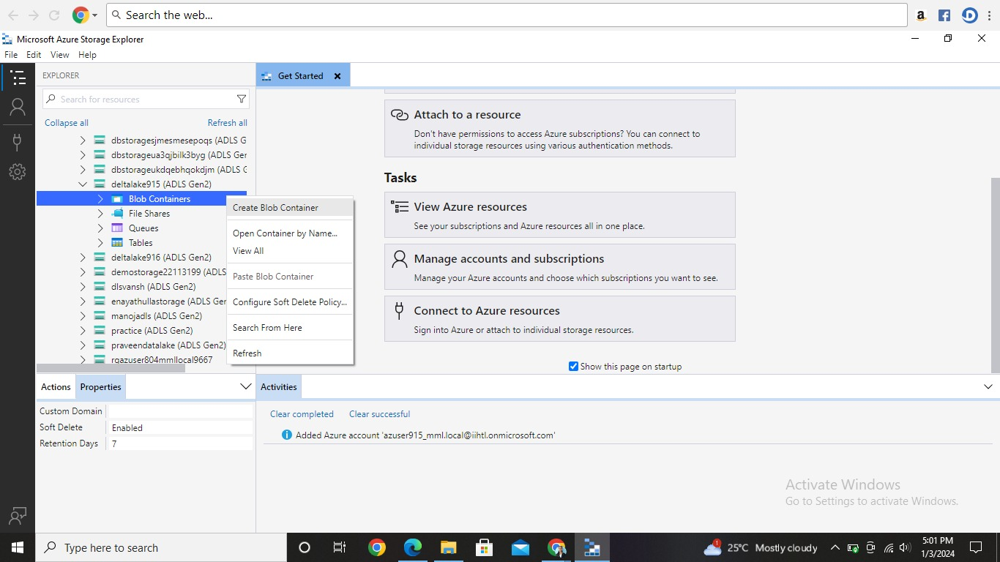 Search the web...
Microsoft Azure Storage Explorer
File Edit View Help
EXPLORER
Search for resources
Collapse all Refresh all
dbstoragesjmesmesepoqs (ADLS G
dbstorageua3qjbilk3byg (ADLS Ger
dbstorageukdqebhqokdjm (ADLS G
deltalake915 (ADLS Gen2)
Blob Containers
File Shares
Queues
Tables
deltalake916 (ADLS Gen2)
demostorage22113199 (ADLS
dlsvansh (ADLS Gen2)
enayathullastorage (ADLS Ger
manojadls (ADLS Gen2)
practice (ADLS Gen2)
praveendatalake (ADLS Gen2)
rgazuser804mmllocal9667
Create Blob Container
Open Container by Name...
View All
Paste Blob Container
Configure Soft Delete Policy...
Search From Here
Refresh
Get Started
Attach to a resource
Don't have permissions to access Azure subscriptions? You can connect to
individual storage resources using various authentication methods.
Tasks
View Azure resources
See your subscriptions and Azure resources all in one place.
Manage accounts and subscriptions
Manage your Azure accounts and choose which subscriptions you want to see.
Connect to Azure resources
Sign into Azure or attach to individual storage resources.
Show this page on startup
Actions Properties
Custom Domain
Soft Delete Enabled
Retention Days 7
Activities
Clear completed Clear successful
Added Azure account 'azuser915_mml.local@iihtl.onmicrosoft.com'
Activate Windows
Go to Settings to activate Windows.
Type here to search
1
25°C Mostly cloudy
5:01 PM
1/3/2024